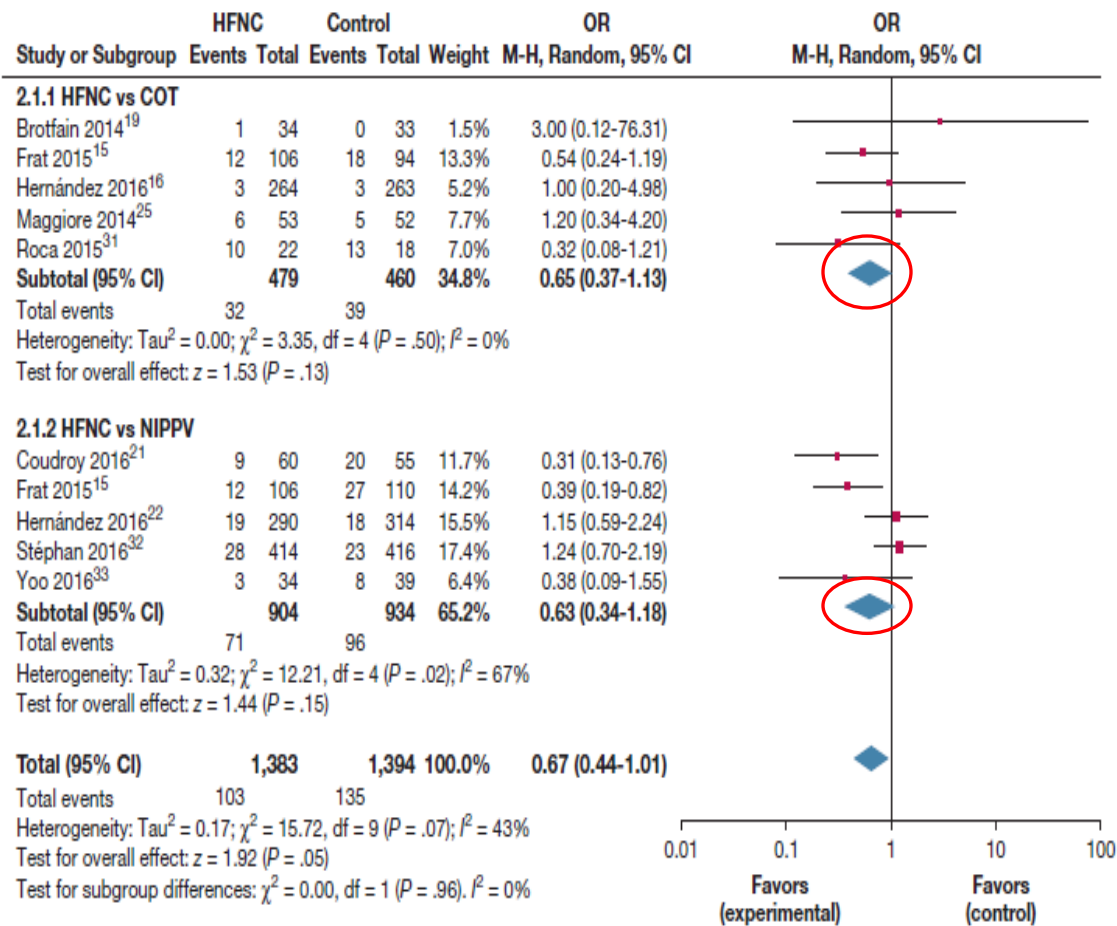 HFNC Control OR OR
Study or Subgroup Events Total Events Total Weight M-H, Random, 95% CI M-H, Random, 95% CI
2.1.1 HFNC vs COT
Brotfain 2014¹⁹ 1 34 0 33 1.5% 3.00 (0.12-76.31)
Frat 2015¹⁵ 12 106 18 94 13.3% 0.54 (0.24-1.19)
Hernández 2016¹⁶ 3 264 3 263 5.2% 1.00 (0.20-4.98)
Maggiore 2014²⁵ 6 53 5 52 7.7% 1.20 (0.34-4.20)
Roca 2015³¹ 10 22 13 18 7.0% 0.32 (0.08-1.21)
Subtotal (95% CI) 479 460 34.8% 0.65 (0.37-1.13)
Total events 32 39
Heterogeneity: Tau² = 0.00; χ² = 3.35, df = 4 (P = .50); I² = 0%
Test for overall effect: z = 1.53 (P = .13)
2.1.2 HFNC vs NIPPV
Coudroy 2016²¹ 9 60 20 55 11.7% 0.31 (0.13-0.76)
Frat 2015¹⁵ 12 106 27 110 14.2% 0.39 (0.19-0.82)
Hernández 2016²² 19 290 18 314 15.5% 1.15 (0.59-2.24)
Stéphan 2016³² 28 414 23 416 17.4% 1.24 (0.70-2.19)
Yoo 2016³³ 3 34 8 39 6.4% 0.38 (0.09-1.55)
Subtotal (95% CI) 904 934 65.2% 0.63 (0.34-1.18)
Total events 71 96
Heterogeneity: Tau² = 0.32; χ² = 12.21, df = 4 (P = .02); I² = 67%
Test for overall effect: z = 1.44 (P = .15)
Total (95% CI) 1,383 1,394 100.0% 0.67 (0.44-1.01)
Total events 103 135
Heterogeneity: Tau² = 0.17; χ² = 15.72, df = 9 (P = .07); I² = 43%
Test for overall effect: z = 1.92 (P = .05)
Test for subgroup differences: χ² = 0.00, df = 1 (P = .96). I² = 0%
0.01 0.1 1 10 100
Favors Favors
(experimental) (control)